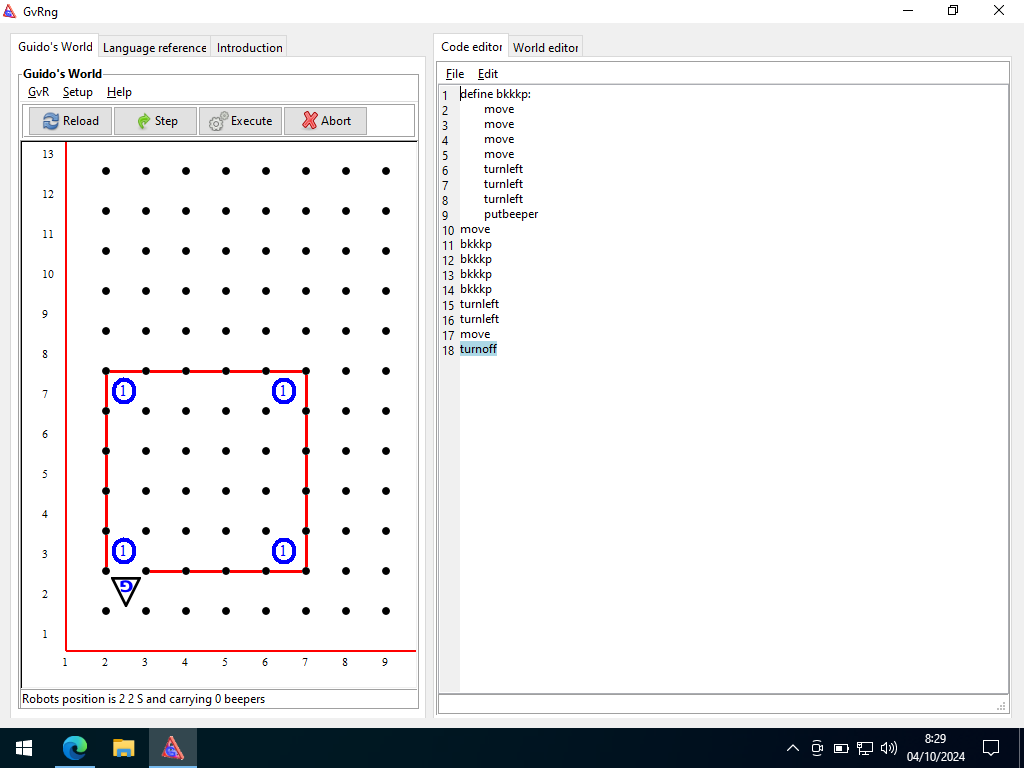 GvRng
Guido's World
Language reference
Introduction
Guido's World
GvR Setup Help
Reload
Step
Execute
Abort
13
12
11
10
9
8
7
6
5
4
3
2
1
1 1
1 1
G
1 2 3 4 5 6 7 8 9
Robots position is 2 2 S and carrying 0 beepers
Code editor
World editor
File Edit
1 define bkkkp:
2 move
3 move
4 move
5 move
6 turnleft
7 turnleft
8 turnleft
9 putbeeper
10 move
11 bkkkp
12 bkkkp
13 bkkkp
14 bkkkp
15 turnleft
16 turnleft
17 move
18 turnoff
8:29
04/10/2024